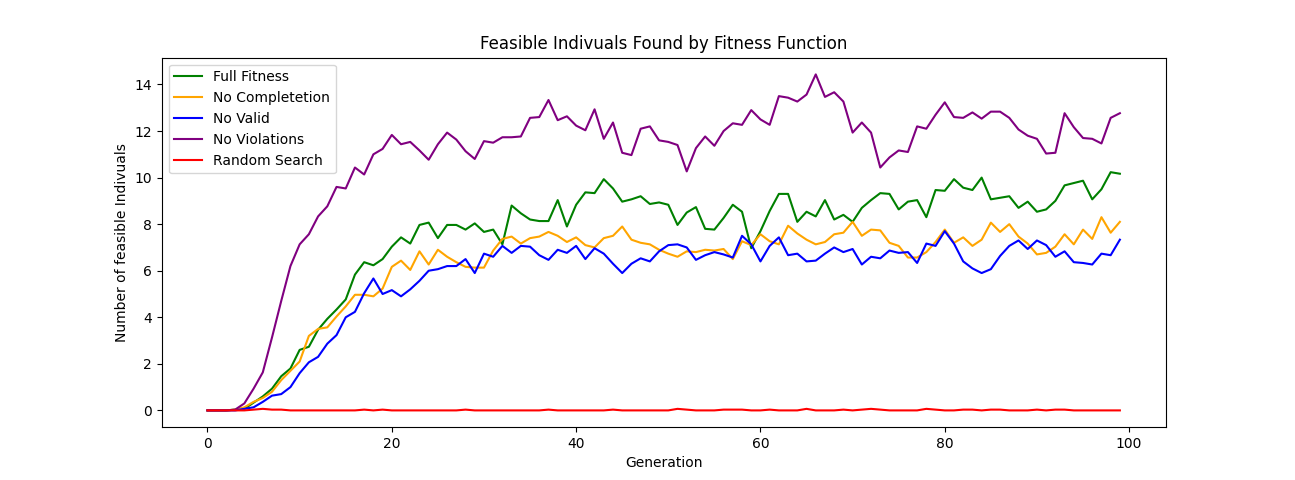 Feasible Indivuals Found by Fitness Function
Full Fitness
No Completetion
No Valid
No Violations
Random Search
Number of feasible Indivuals
14
12
10
8
6
4
2
0
0 20 40 60 80 100
Generation